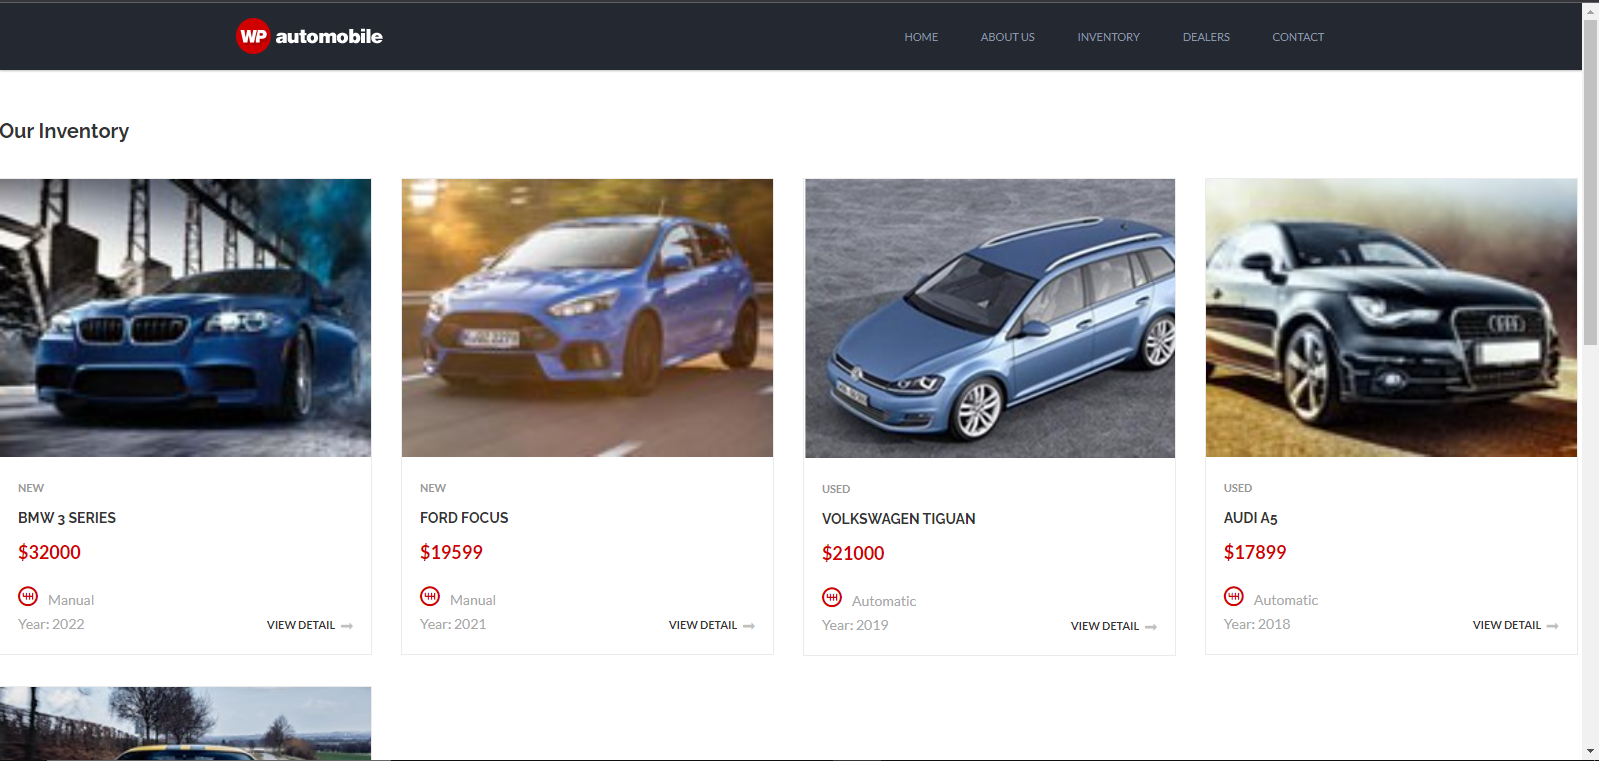 WP automobile
HOME ABOUT US INVENTORY DEALERS CONTACT
Our Inventory
NEW
BMW 3 SERIES
$32000
Manual
Year: 2022
VIEW DETAIL
NEW
FORD FOCUS
$19599
Manual
Year: 2021
VIEW DETAIL
USED
VOLKSWAGEN TIGUAN
$21000
Automatic
Year: 2019
VIEW DETAIL
USED
AUDI A5
$17899
Automatic
Year: 2018
VIEW DETAIL